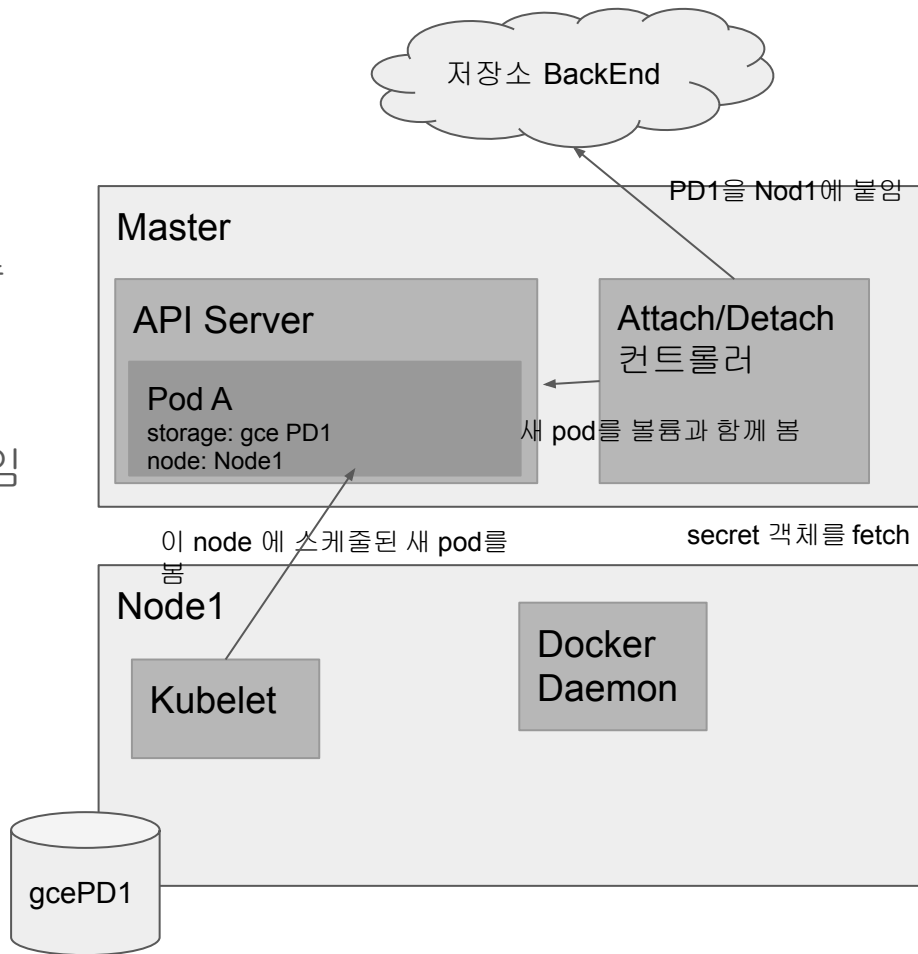 저장소 BackEnd
PD1을 Nod1에 붙임
Master
API Server
Attach/Detach
컨트롤러
Pod A
storage: gce PD1
node: Node1
새 pod를 볼륨과 함께 봄
임
이 node 에 스케줄된 새 pod를
봄
secret 객체를 fetch
Node1
Docker
Daemon
Kubelet
gcePD1